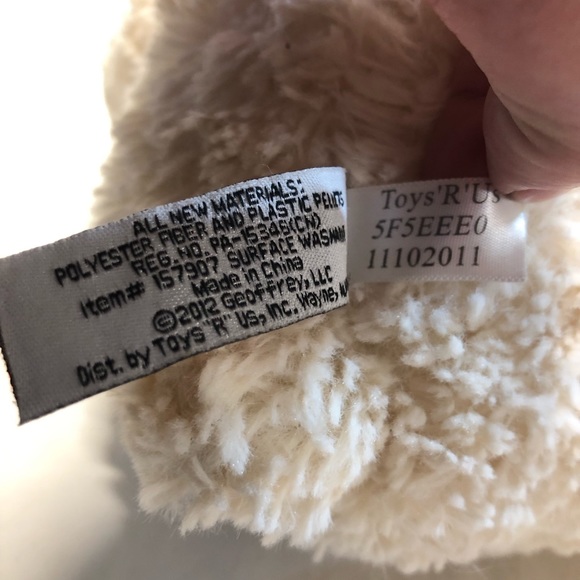 ALL NEW MATERIALS:
POLYESTER FIBER AND PLASTIC PELLETS
REG. NO. PA-15346(CN)
Item# 157907 SURFACE WASHABLE
Made in China
©2012 Geoffrey, LLC
Dist. by Toys "R" Us, Inc. Wayne,
Toys'R'Us
5F5EEE0
11102011